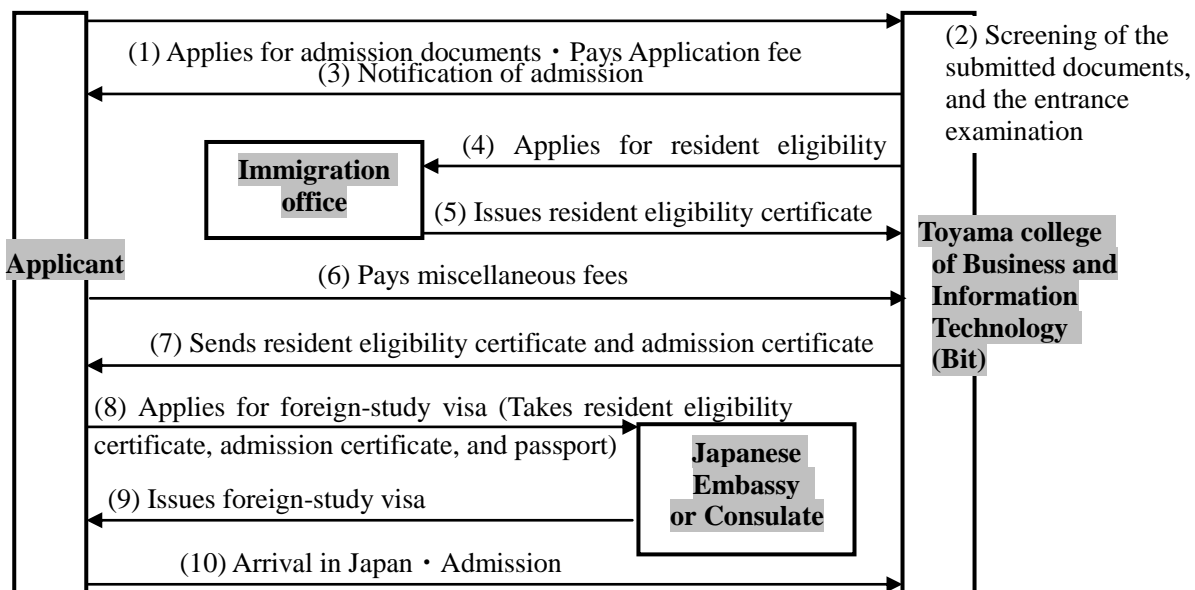 (1) Applies for admission documents・Pays Application fee
(2) Screening of the
submitted documents,
and the entrance
examination
(3) Notification of admission
(4) Applies for resident eligibility
Immigration
office
(5) Issues resident eligibility certificate
Applicant
Toyama college
of Business and
Information
Technology
(Bit)
(6) Pays miscellaneous fees
(7) Sends resident eligibility certificate and admission certificate
(8) Applies for foreign-study visa (Takes resident eligibility
certificate, admission certificate, and passport)
Japanese
Embassy
or Consulate
(9) Issues foreign-study visa
(10) Arrival in Japan・Admission